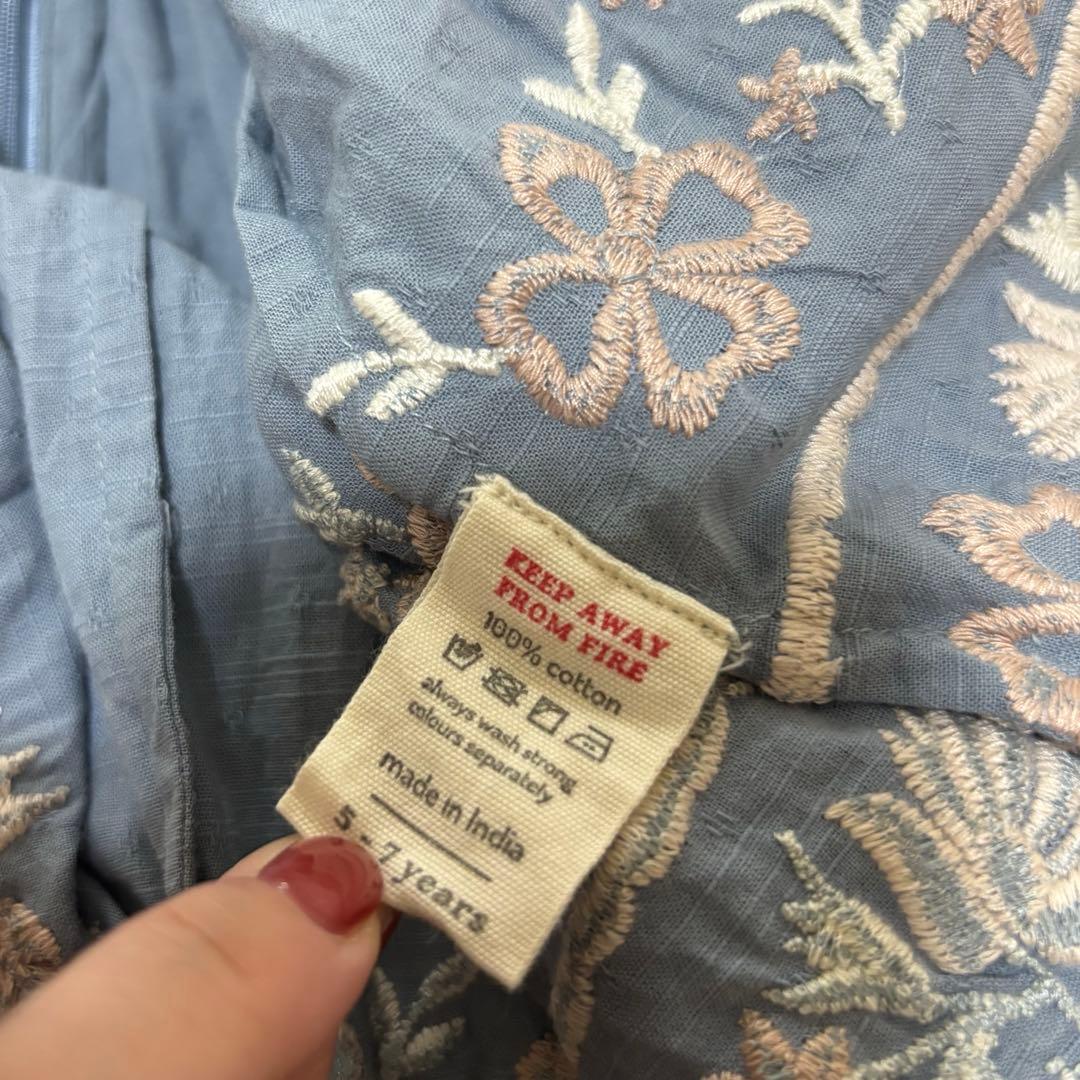 KEEP AWAY
FROM FIRE
100% cotton
always wash strong
colours separately
made in India
5 - 7 years